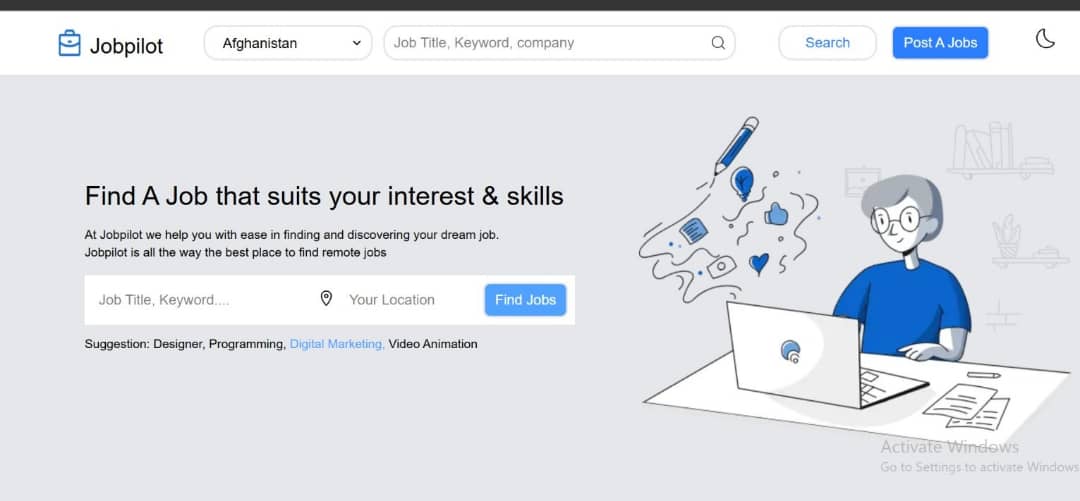 Jobpilot
Afghanistan
Job Title, Keyword, company
Search
Post A Jobs
Find A Job that suits your interest & skills
At Jobpilot we help you with ease in finding and discovering your dream job.
Jobpilot is all the way the best place to find remote jobs
Job Title, Keyword....
Your Location
Find Jobs
Suggestion: Designer, Programming, Digital Marketing, Video Animation
Activate Windows
Go to Settings to activate Windows